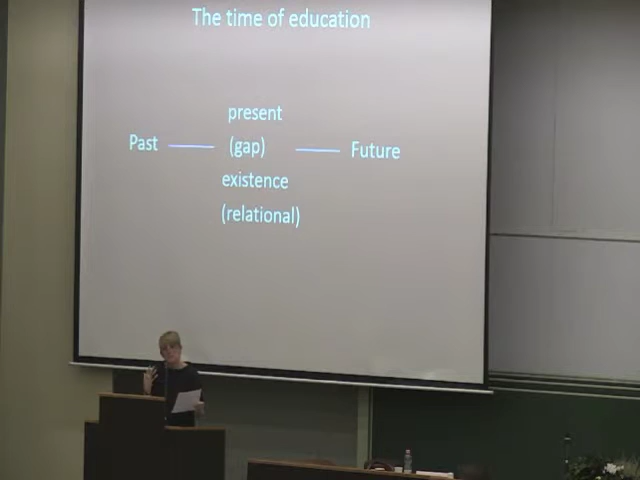 The time of education
present
Past (gap) Future
existence
(relational)